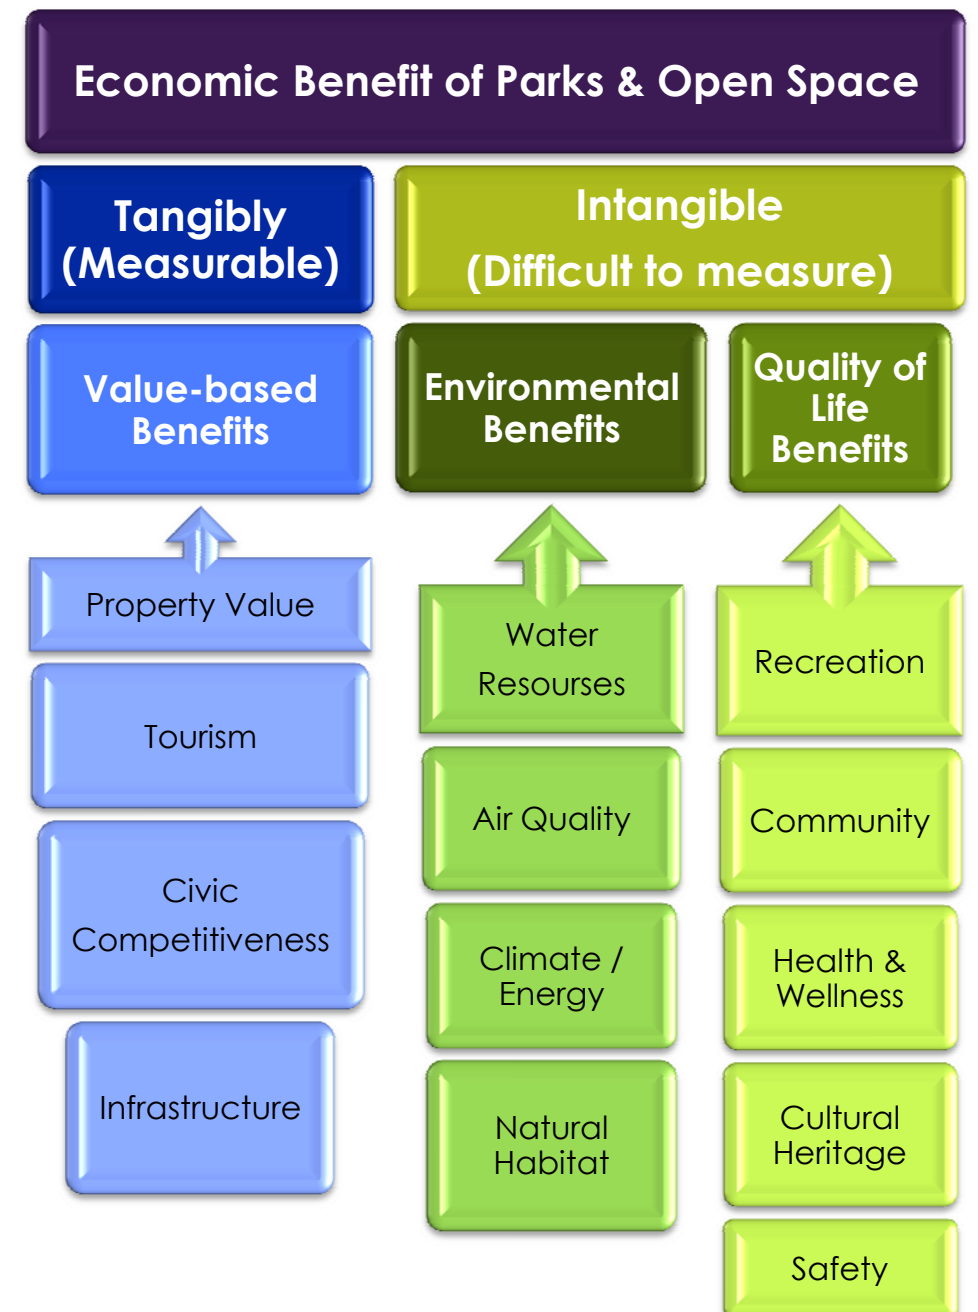 Economic Benefit of Parks & Open Space
Tangibly
(Measurable)
Intangible
(Difficult to measure)
Value-based
Benefits
Environmental
Benefits
Quality of
Life
Benefits
Property Value
Tourism
Civic
Competitiveness
Infrastructure
Water
Resourses
Air Quality
Climate /
Energy
Natural
Habitat
Recreation
Community
Health &
Wellness
Cultural
Heritage
Safety